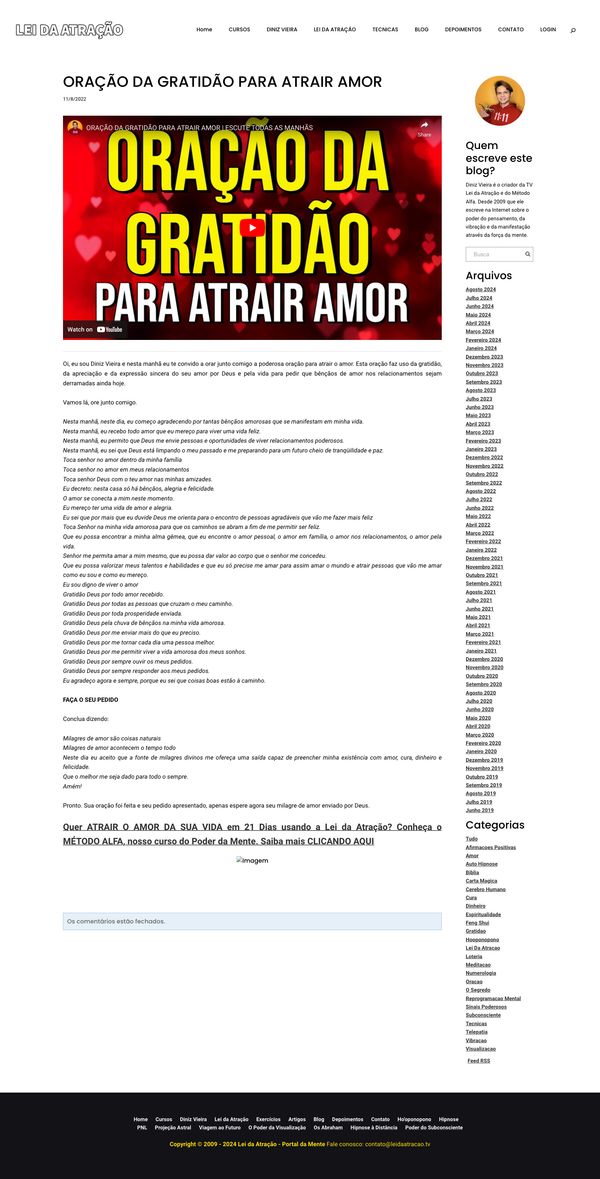 LEI DA ATRAÇÃO
Home CURSOS DINIZ VIEIRA LEI DA ATRAÇÃO TECNICAS BLOG DEPOIMENTOS CONTATO LOGIN
ORAÇÃO DA GRATIDÃO PARA ATRAIR AMOR
11/8/2022
ORAÇÃO DA GRATIDÃO PARA ATRAIR AMOR | ESCUTE TODAS AS MANHÃS
Share
ORAÇÃO DA
GRATIDÃO
PARA ATRAIR AMOR
Watch on YouTube
Oi, eu sou Diniz Vieira e nesta manhã eu te convido a orar junto comigo a poderosa oração para atrair o amor. Esta oração faz uso da gratidão,
da apreciação e da expressão sincera do seu amor por Deus e pela vida para pedir que bênçãos de amor nos relacionamentos sejam
derramadas ainda hoje.
Vamos lá, ore junto comigo.
Nesta manhã, neste dia, eu começo agradecendo por tantas bênçãos amorosas que se manifestam em minha vida.
Nesta manhã, eu recebo todo amor que eu mereço para viver uma vida feliz.
Nesta manhã, eu permito que Deus me envie pessoas e oportunidades de viver relacionamentos poderosos.
Nesta manhã, eu sei que Deus está limpando o meu passado e me preparando para um futuro cheio de tranqüilidade e paz.
Toca senhor no amor dentro da minha família
Toca senhor no amor em meus relacionamentos
Toca senhor Deus com o teu amor nas minhas amizades.
Eu decreto: nesta casa só há bênçãos, alegria e felicidade.
O amor se conecta a mim neste momento.
Eu mereço ter uma vida de amor e alegria.
Eu sei que por mais que eu duvide Deus me orienta para o encontro de pessoas agradáveis que vão me fazer mais feliz
Toca Senhor na minha vida amorosa para que os caminhos se abram a fim de me permitir ser feliz.
Que eu possa encontrar a minha alma gêmea, que eu encontre o amor pessoal, o amor em família, o amor nos relacionamentos, o amor pela
vida.
Senhor me permita amar a mim mesmo, que eu possa dar valor ao corpo que o senhor me concedeu.
Que eu possa valorizar meus talentos e habilidades e que eu só precise me amar para assim amar o mundo e atrair pessoas que vão me amar
como eu sou e como eu mereço.
Eu sou digno de viver o amor
Gratidão Deus por todo amor recebido.
Gratidão Deus por todas as pessoas que cruzam o meu caminho.
Gratidão Deus por toda prosperidade enviada.
Gratidão Deus pela chuva de bênçãos na minha vida amorosa.
Gratidão Deus por me enviar mais do que eu preciso.
Gratidão Deus por me tornar cada dia uma pessoa melhor.
Gratidão Deus por me permitir viver a vida amorosa dos meus sonhos.
Gratidão Deus por sempre ouvir os meus pedidos.
Gratidão Deus por sempre responder aos meus pedidos.
Eu agradeço agora e sempre, porque eu sei que coisas boas estão à caminho.
FAÇA O SEU PEDIDO
Conclua dizendo:
Milagres de amor são coisas naturais
Milagres de amor acontecem o tempo todo
Neste dia eu aceito que a fonte de milagres divinos me ofereça uma saída capaz de preencher minha existência com amor, cura, dinheiro e
felicidade.
Que o melhor me seja dado para todo o sempre.
Amém!
Pronto. Sua oração foi feita e seu pedido apresentado, apenas espere agora seu milagre de amor enviado por Deus.
Quer ATRAIR O AMOR DA SUA VIDA em 21 Dias usando a Lei da Atração? Conheça o
MÉTODO ALFA, nosso curso do Poder da Mente. Saiba mais CLICANDO AQUI
Imagem
Os comentários estão fechados.
11:11
Quem
escreve este
blog?
Diniz Vieira é o criador da TV
Lei da Atração e do Método
Alfa. Desde 2009 que ele
escreve na Internet sobre o
poder do pensamento, da
vibração e da manifestação
através da força da mente.
Busca
Arquivos
Agosto 2024
Julho 2024
Junho 2024
Maio 2024
Abril 2024
Março 2024
Fevereiro 2024
Janeiro 2024
Dezembro 2023
Novembro 2023
Outubro 2023
Setembro 2023
Agosto 2023
Julho 2023
Junho 2023
Maio 2023
Abril 2023
Março 2023
Fevereiro 2023
Janeiro 2023
Dezembro 2022
Novembro 2022
Outubro 2022
Setembro 2022
Agosto 2022
Julho 2022
Junho 2022
Maio 2022
Abril 2022
Março 2022
Fevereiro 2022
Janeiro 2022
Dezembro 2021
Novembro 2021
Outubro 2021
Setembro 2021
Agosto 2021
Julho 2021
Junho 2021
Maio 2021
Abril 2021
Março 2021
Fevereiro 2021
Janeiro 2021
Dezembro 2020
Novembro 2020
Outubro 2020
Setembro 2020
Agosto 2020
Julho 2020
Junho 2020
Maio 2020
Abril 2020
Março 2020
Fevereiro 2020
Janeiro 2020
Dezembro 2019
Novembro 2019
Outubro 2019
Setembro 2019
Agosto 2019
Julho 2019
Junho 2019
Categorias
Tudo
Afirmacoes Positivas
Amor
Auto Hipnose
Biblia
Carta Magica
Cerebro Humano
Cura
Dinheiro
Espiritualidade
Feng Shui
Gratidao
Hooponopono
Lei Da Atracao
Loteria
Meditacao
Numerologia
Oracao
O Segredo
Reprogramacao Mental
Sinais Poderosos
Subconsciente
Tecnicas
Telepatia
Vibracao
Visualizacao
Feed RSS
Home Cursos Diniz Vieira Lei da Atração Exercícios Artigos Blog Depoimentos Contato Ho'oponopono Hipnose
PNL Projeção Astral Viagem ao Futuro O Poder da Visualização Os Abraham Hipnose à Distância Poder do Subconsciente
Copyright © 2009 - 2024 Lei da Atração - Portal da Mente Fale conosco: contato@leidaatracao.tv